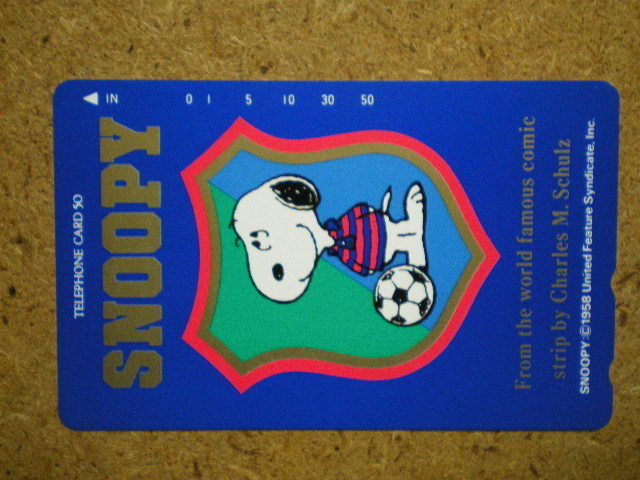 IN
0 1 5 10 30 50
TELEPHONE CARD 50
SNOOPY
From the world famous comic
strip by Charles M. Schulz
SNOOPY ©1958 United Feature Syndicate, Inc.